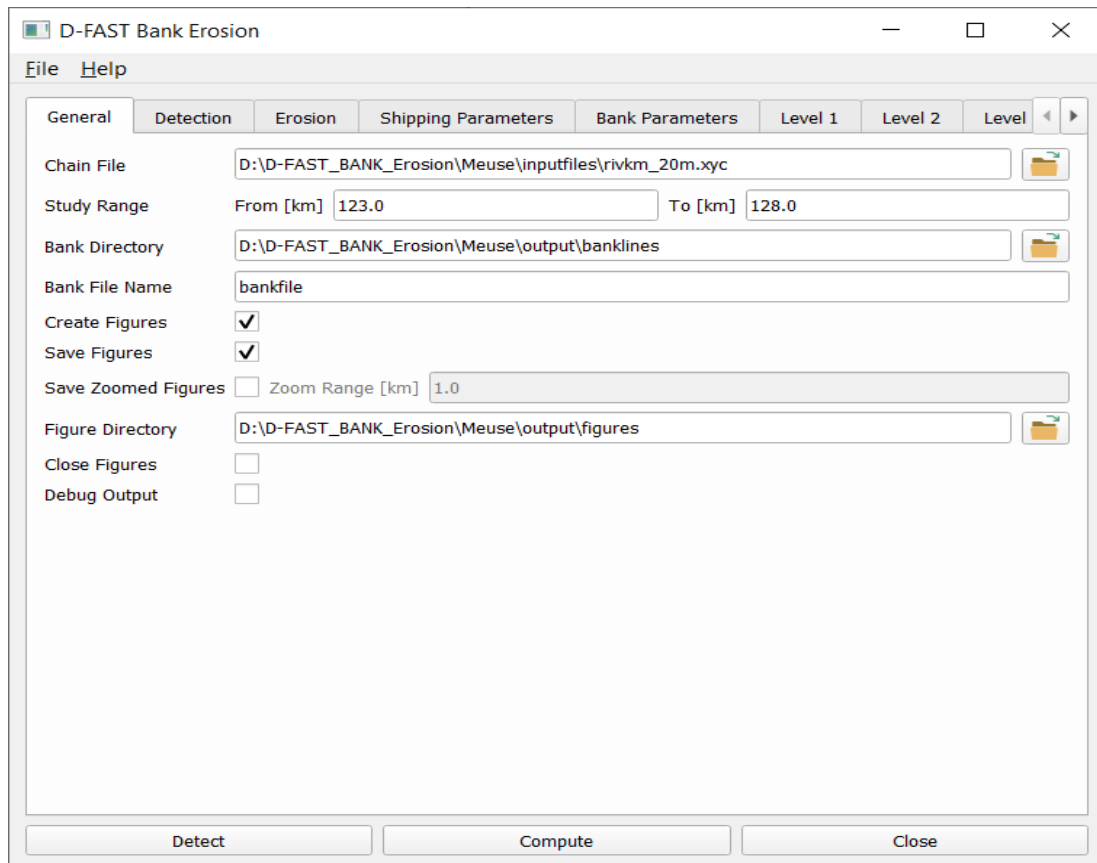 D-FAST Bank Erosion
File Help
General Detection Erosion Shipping Parameters Bank Parameters Level 1 Level 2 Level
Chain File D:\D-FAST_BANK_Erosion\Meuse\inputfiles\rivkm_20m.xyc
Study Range From [km] 123.0 To [km] 128.0
Bank Directory D:\D-FAST_BANK_Erosion\Meuse\output\banklines
Bank File Name bankfile
Create Figures
Save Figures
Save Zoomed Figures Zoom Range [km] 1.0
Figure Directory D:\D-FAST_BANK_Erosion\Meuse\output\figures
Close Figures
Debug Output
Detect Compute Close